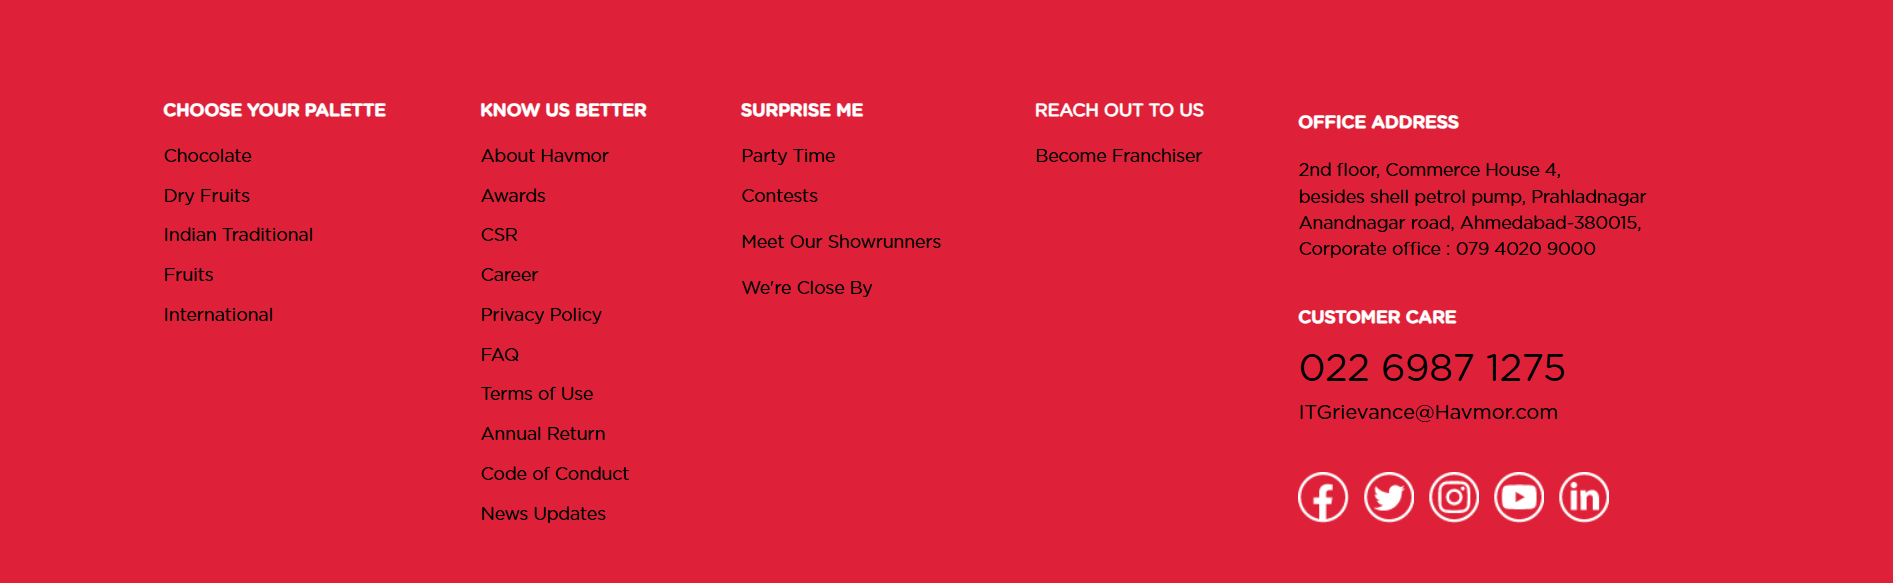 CHOOSE YOUR PALETTE
Chocolate
Dry Fruits
Indian Traditional
Fruits
International
KNOW US BETTER
About Havmor
Awards
CSR
Career
Privacy Policy
FAQ
Terms of Use
Annual Return
Code of Conduct
News Updates
SURPRISE ME
Party Time
Contests
Meet Our Showrunners
We're Close By
REACH OUT TO US
Become Franchiser
OFFICE ADDRESS
2nd floor, Commerce House 4,
besides shell petrol pump, Prahladnagar
Anandnagar road, Ahmedabad-380015,
Corporate office : 079 4020 9000
CUSTOMER CARE
022 6987 1275
ITGrievance@Havmor.com